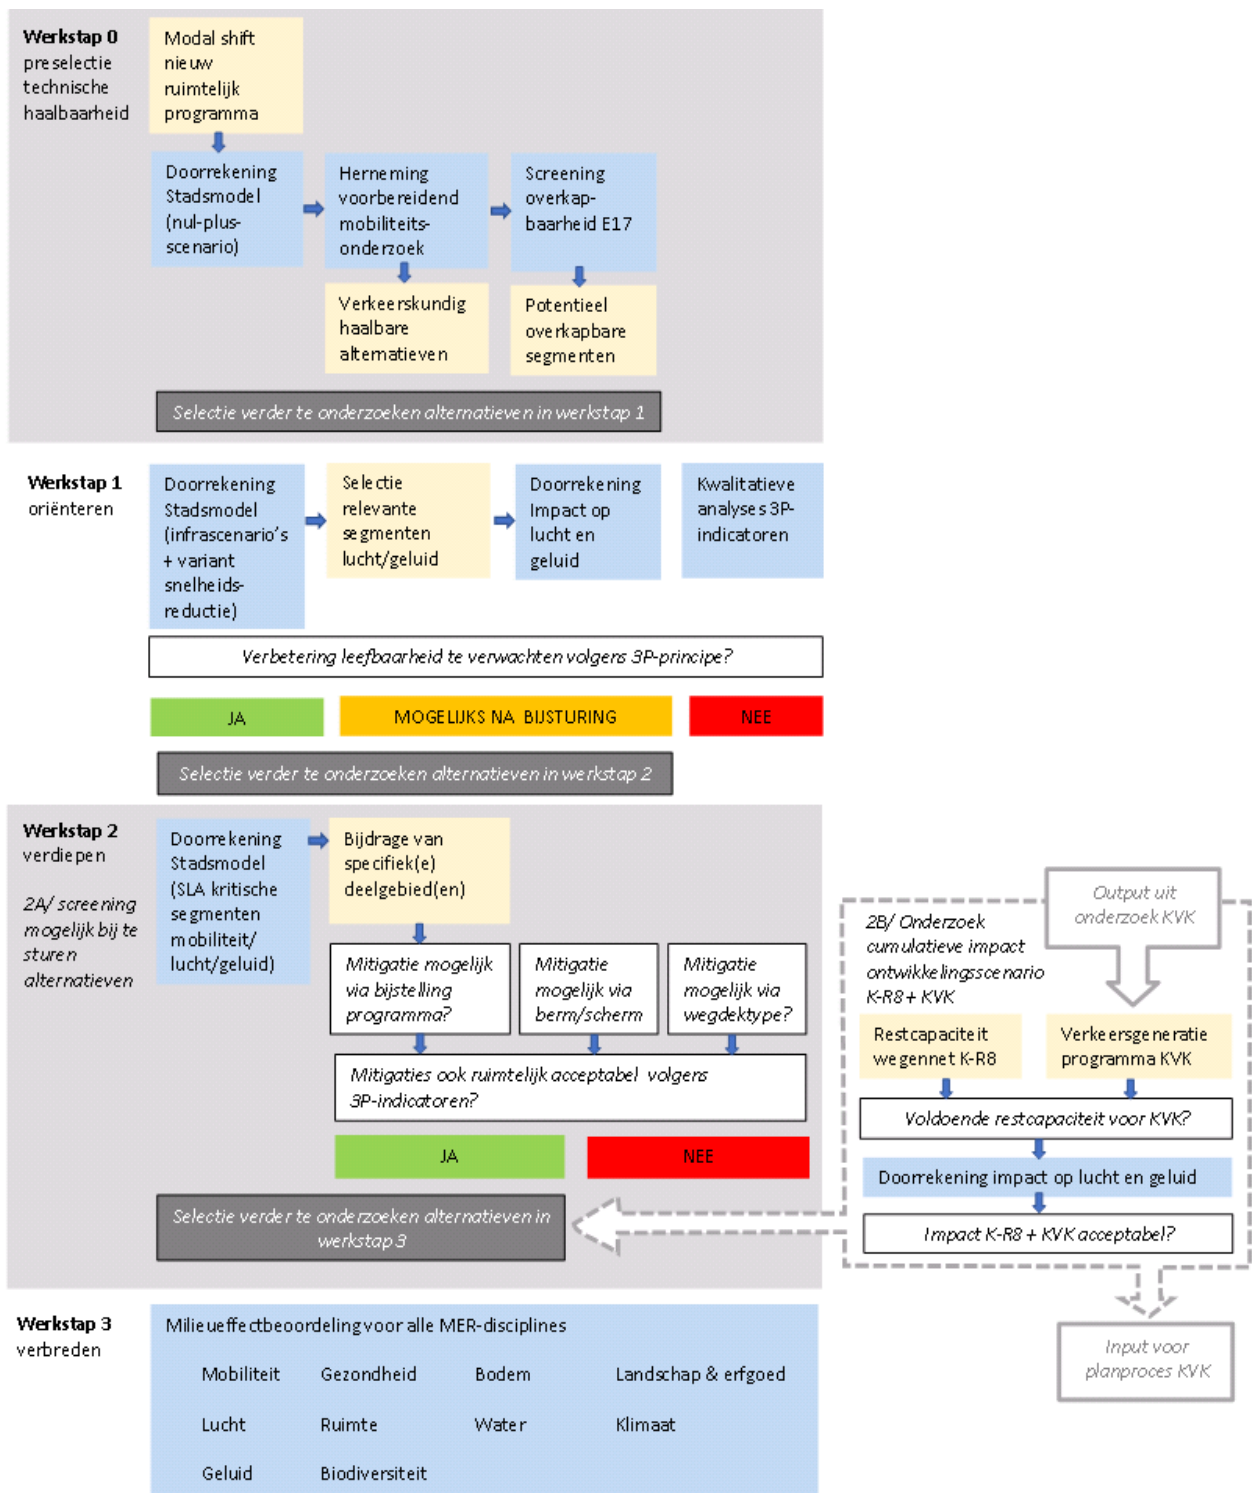 Werkstap 0
preselectie
technische
haalbaarheid
Modal shift
nieuw
ruimtelijk
programma
Doorrekening
Stadsmodel
(nul-plus-
scenario)
Herneming
voorbereidend
mobiliteits-
onderzoek
Screening
overkap-
baarheid E17
Verkeerskundig
haalbare
alternatieven
Potentieel
overkapbare
segmenten
Selectie verder te onderzoeken alternatieven in werkstap 1
Werkstap 1
oriënteren
Doorrekening
Stadsmodel
(infrascenario's
+ variant
snelheids-
reductie)
Selectie
relevante
segmenten
lucht/geluid
Doorrekening
Impact op
lucht en
geluid
Kwalitatieve
analyses 3P-
indicatoren
Verbetering leefbaarheid te verwachten volgens 3P-principe?
JA
MOGELIJKS NA BIJSTURING
NEE
Selectie verder te onderzoeken alternatieven in werkstap 2
Werkstap 2
verdiepen
2A/ screening
mogelijk bij te
sturen
alternatieven
Doorrekening
Stadsmodel
(SLA kritische
segmenten
mobiliteit/
lucht/geluid)
Bijdrage van
specifiek(e)
deelgebied(en)
Mitigatie mogelijk
via bijstelling
programma?
Mitigatie
mogelijk via
berm/scherm
Mitigatie
mogelijk via
wegdektype?
Mitigaties ook ruimtelijk acceptabel volgens
3P-indicatoren?
JA
NEE
Selectie verder te onderzoeken alternatieven in
werkstap 3
Output uit
onderzoek KVK
2B/ Onderzoek
cumulatieve impact
ontwikkelingsscenario
K-R8 + KVK
Restcapaciteit
wegennet K-R8
Verkeersgeneratie
programma KVK
Voldoende restcapaciteit voor KVK?
Doorrekening impact op lucht en geluid
Impact K-R8 + KVK acceptabel?
Input voor
planproces KVK
Werkstap 3
verbreden
Milieueffectbeoordeling voor alle MER-disciplines
Mobiliteit Gezondheid Bodem Landschap & erfgoed
Lucht Ruimte Water Klimaat
Geluid Biodiversiteit